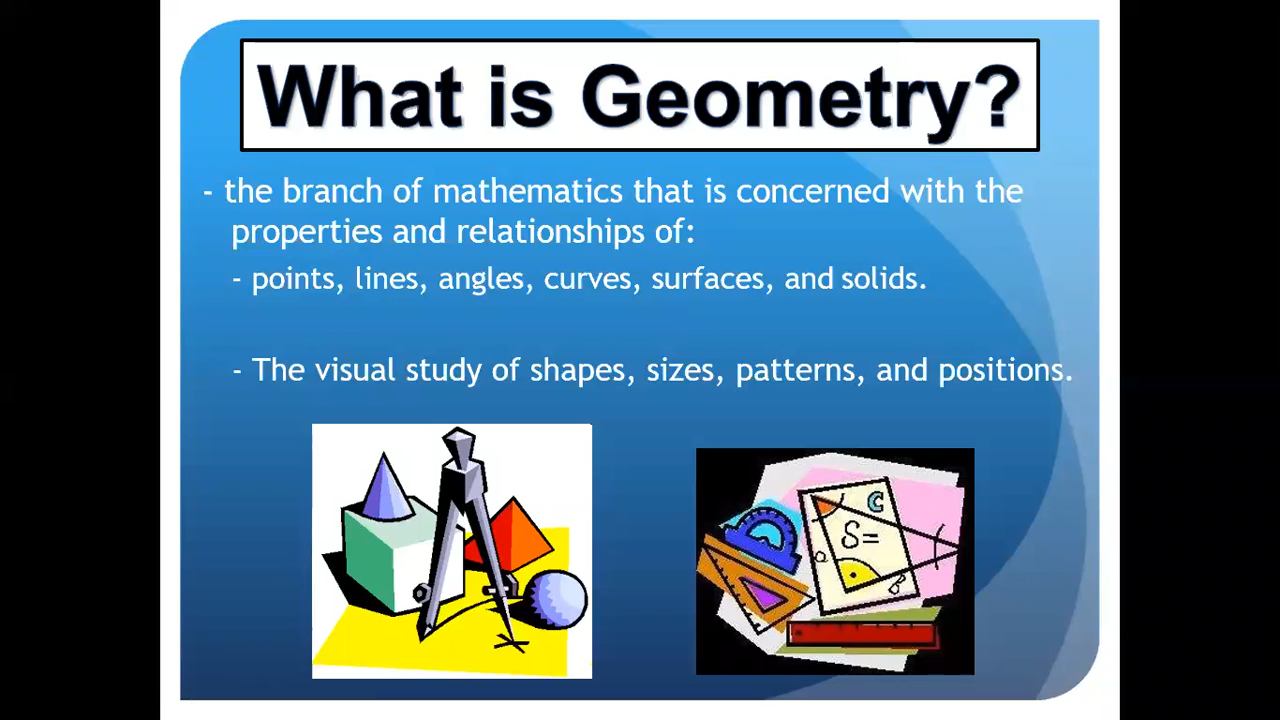 What is Geometry?
- the branch of mathematics that is concerned with the
properties and relationships of:
- points, lines, angles, curves, surfaces, and solids.
- The visual study of shapes, sizes, patterns, and positions.
C
S=
B